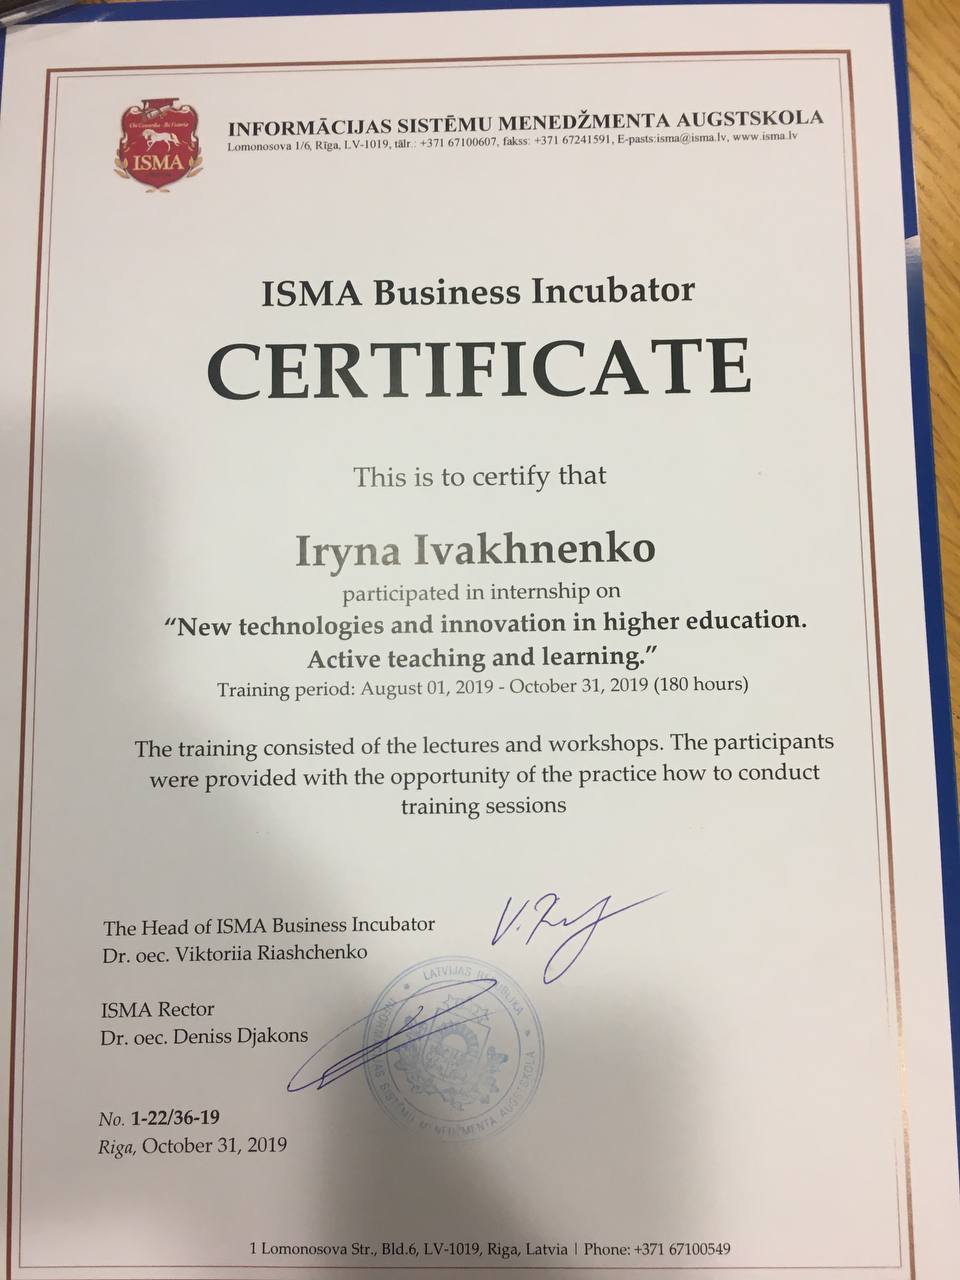 INFORMĀCIJAS SISTĒMU MENEDŽMENTA AUGSTSKOLA
Lomonosova 1/6, Rīga, LV-1019, tālr.: +371 67100607, fakss: +371 67241591, E-pasts:isma@isma.lv, www.isma.lv
ISMA
ISMA Business Incubator
CERTIFICATE
This is to certify that
Iryna Ivakhnenko
participated in internship on
“New technologies and innovation in higher education.
Active teaching and learning.”
Training period: August 01, 2019 - October 31, 2019 (180 hours)
The training consisted of the lectures and workshops. The participants
were provided with the opportunity of the practice how to conduct
training sessions
The Head of ISMA Business Incubator
Dr. oec. Viktoriia Riashchenko
LATVIJAS REPUBLIKA
INFORMĀCIJAS SISTĒMU MENEDŽMENTA AUGSTSKOLA
ISMA Rector
Dr. oec. Deniss Djakons
No. 1-22/36-19
Riga, October 31, 2019
1 Lomonosova Str., Bld.6, LV-1019, Riga, Latvia | Phone: +371 67100549